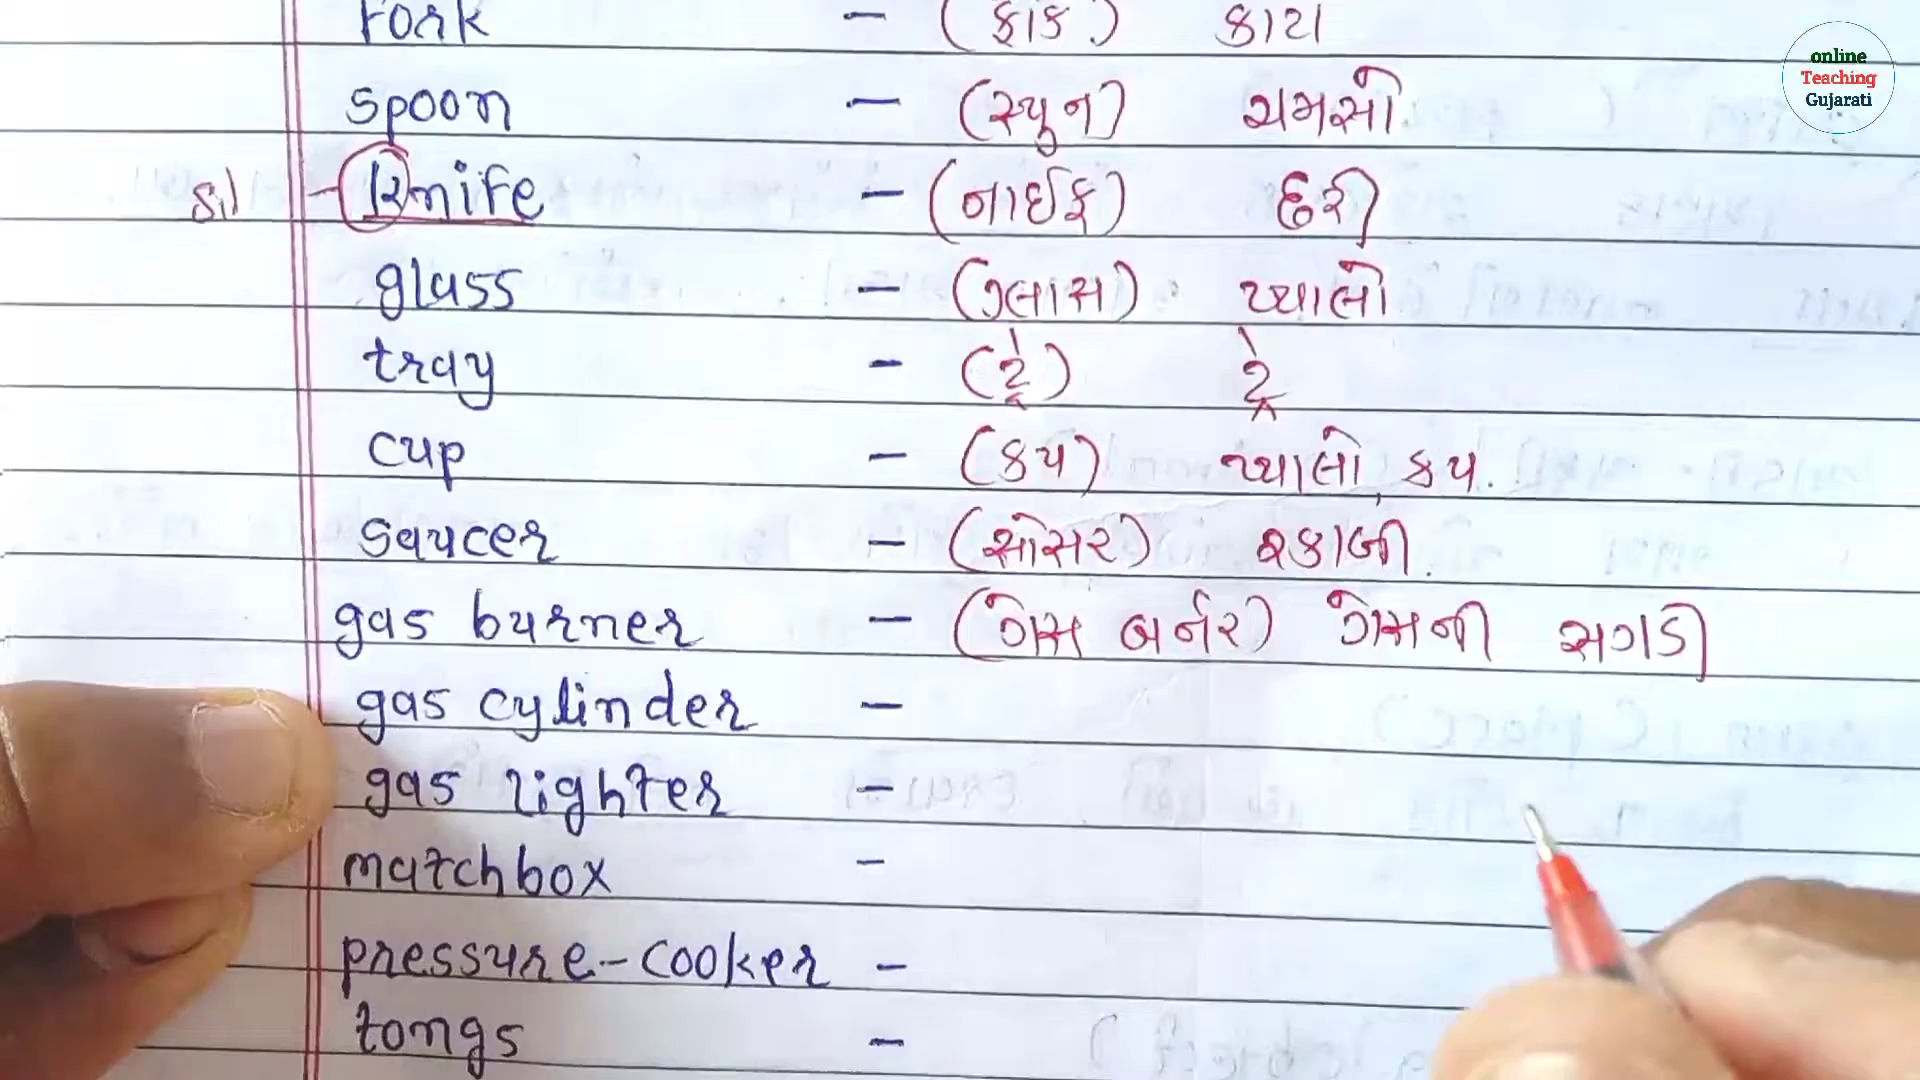 fork - (ફોર્ક) કાટા
spoon - (સ્પુન) ચમચો
sil - knife - (નાઈફ) છરી
glass - (ગ્લાસ) પ્યાલો
tray - (ટ્રે) ટ્રે
cup - (કપ) પ્યાલો, કપ.
saucer - (સોસર) રકાબી.
gas burner - (ગેસ બર્નર) ગેસની સગડી
gas cylinder -
gas lighter -
matchbox -
pressure-cooker -
tongs -
online
Teaching
Gujarati